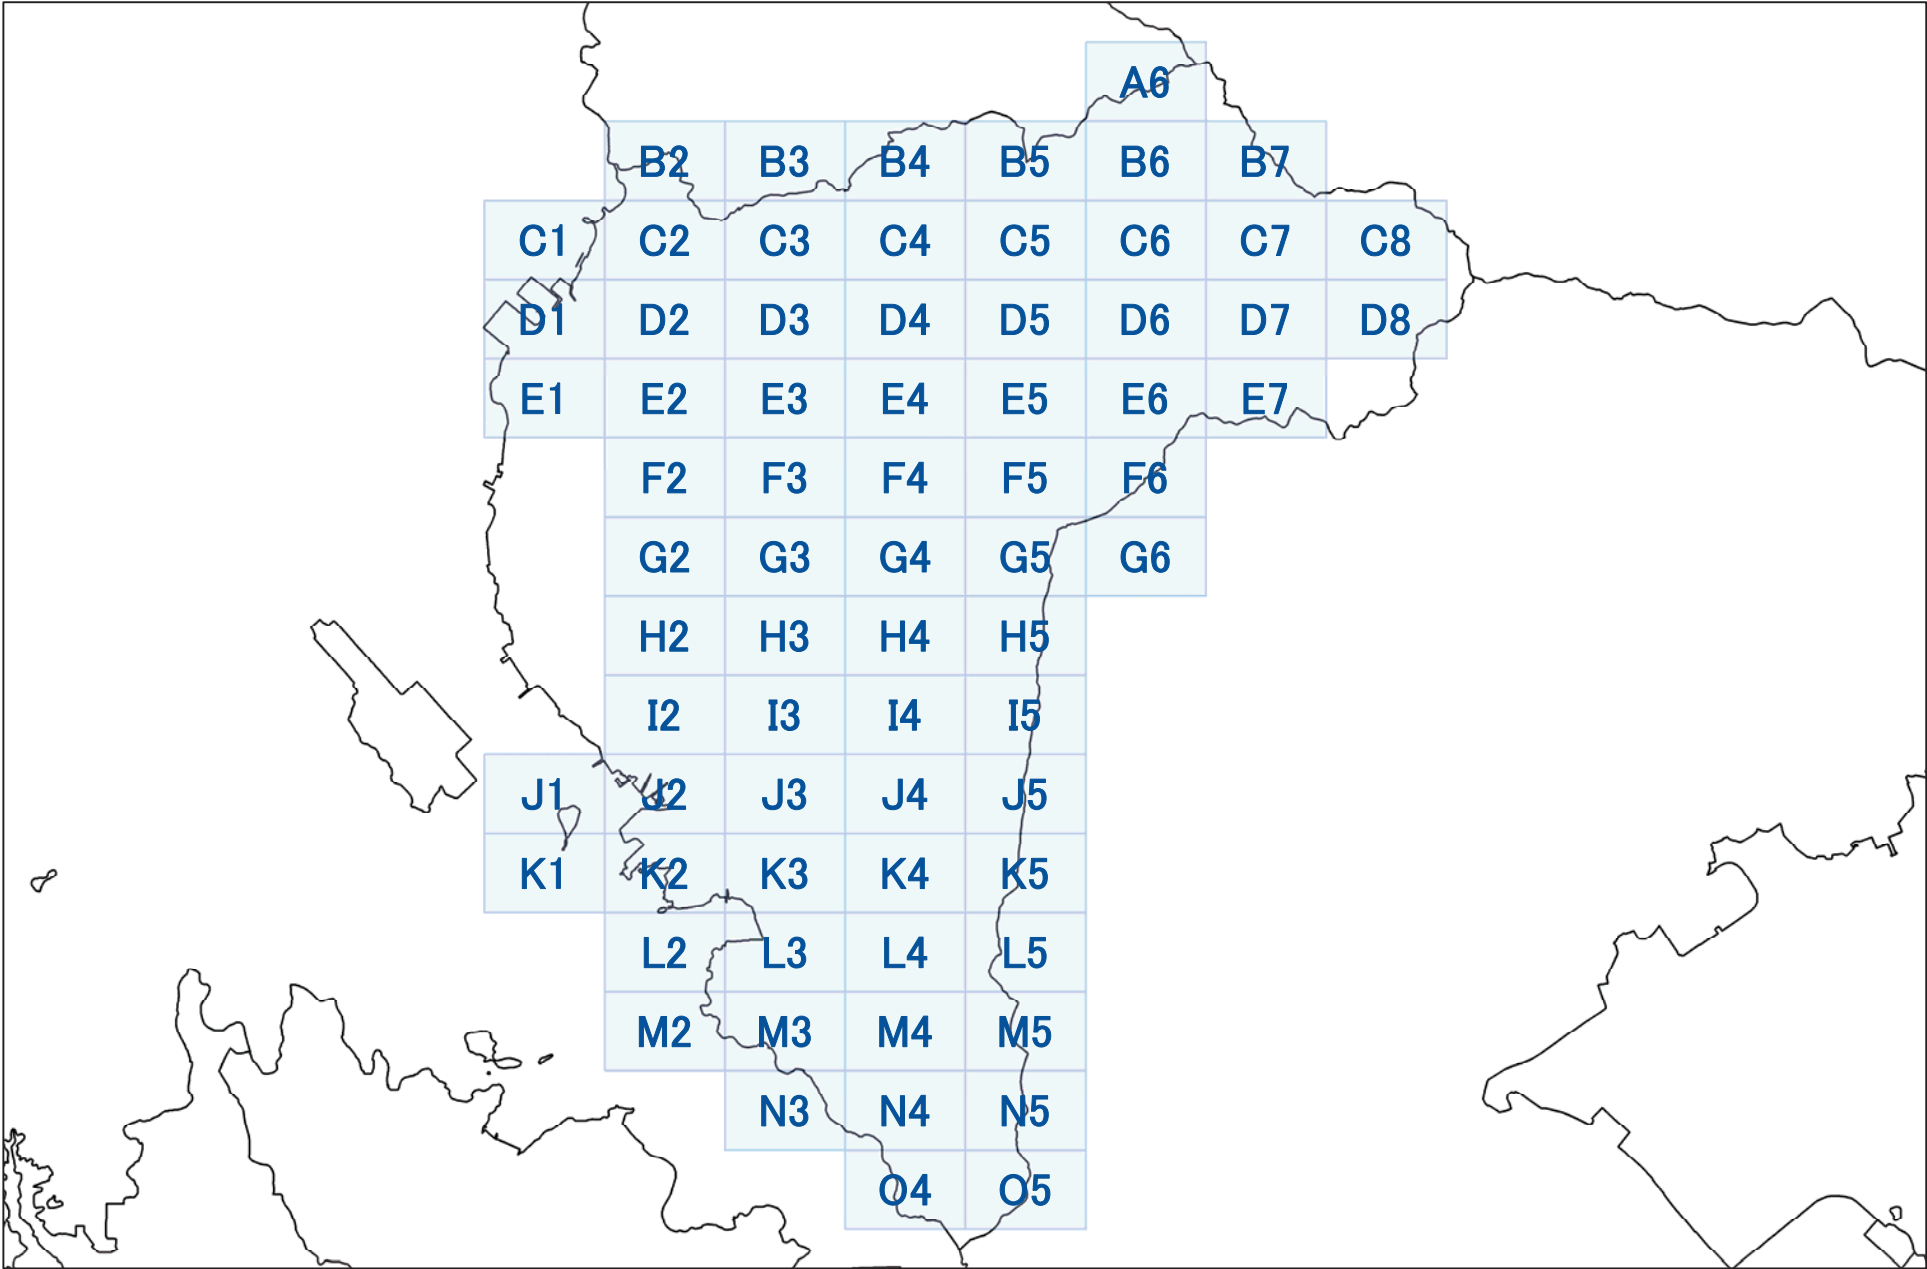 A6
B2 B3 B4 B5 B6 B7
C1 C2 C3 C4 C5 C6 C7 C8
D1 D2 D3 D4 D5 D6 D7 D8
E1 E2 E3 E4 E5 E6 E7
F2 F3 F4 F5 F6
G2 G3 G4 G5 G6
H2 H3 H4 H5
I2 I3 I4 I5
J1 J2 J3 J4 J5
K1 K2 K3 K4 K5
L2 L3 L4 L5
M2 M3 M4 M5
N3 N4 N5
O4 O5